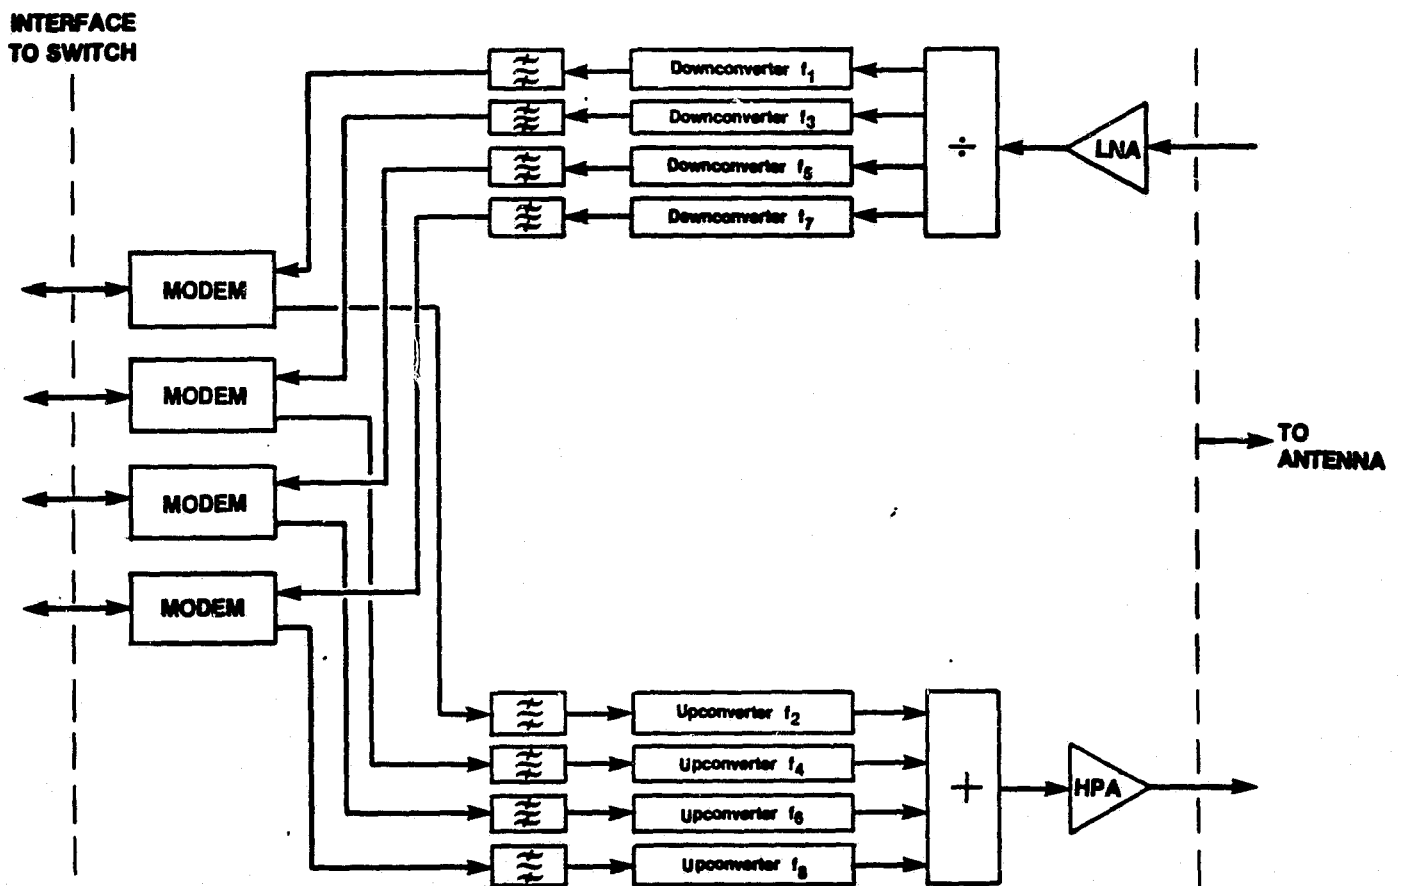 INTERFACE
TO SWITCH
Downconverter f1
Downconverter f3
Downconverter f5
Downconverter f7
÷
LNA
MODEM
MODEM
MODEM
MODEM
TO
ANTENNA
Upconverter f2
Upconverter f4
Upconverter f6
Upconverter f8
+
HPA